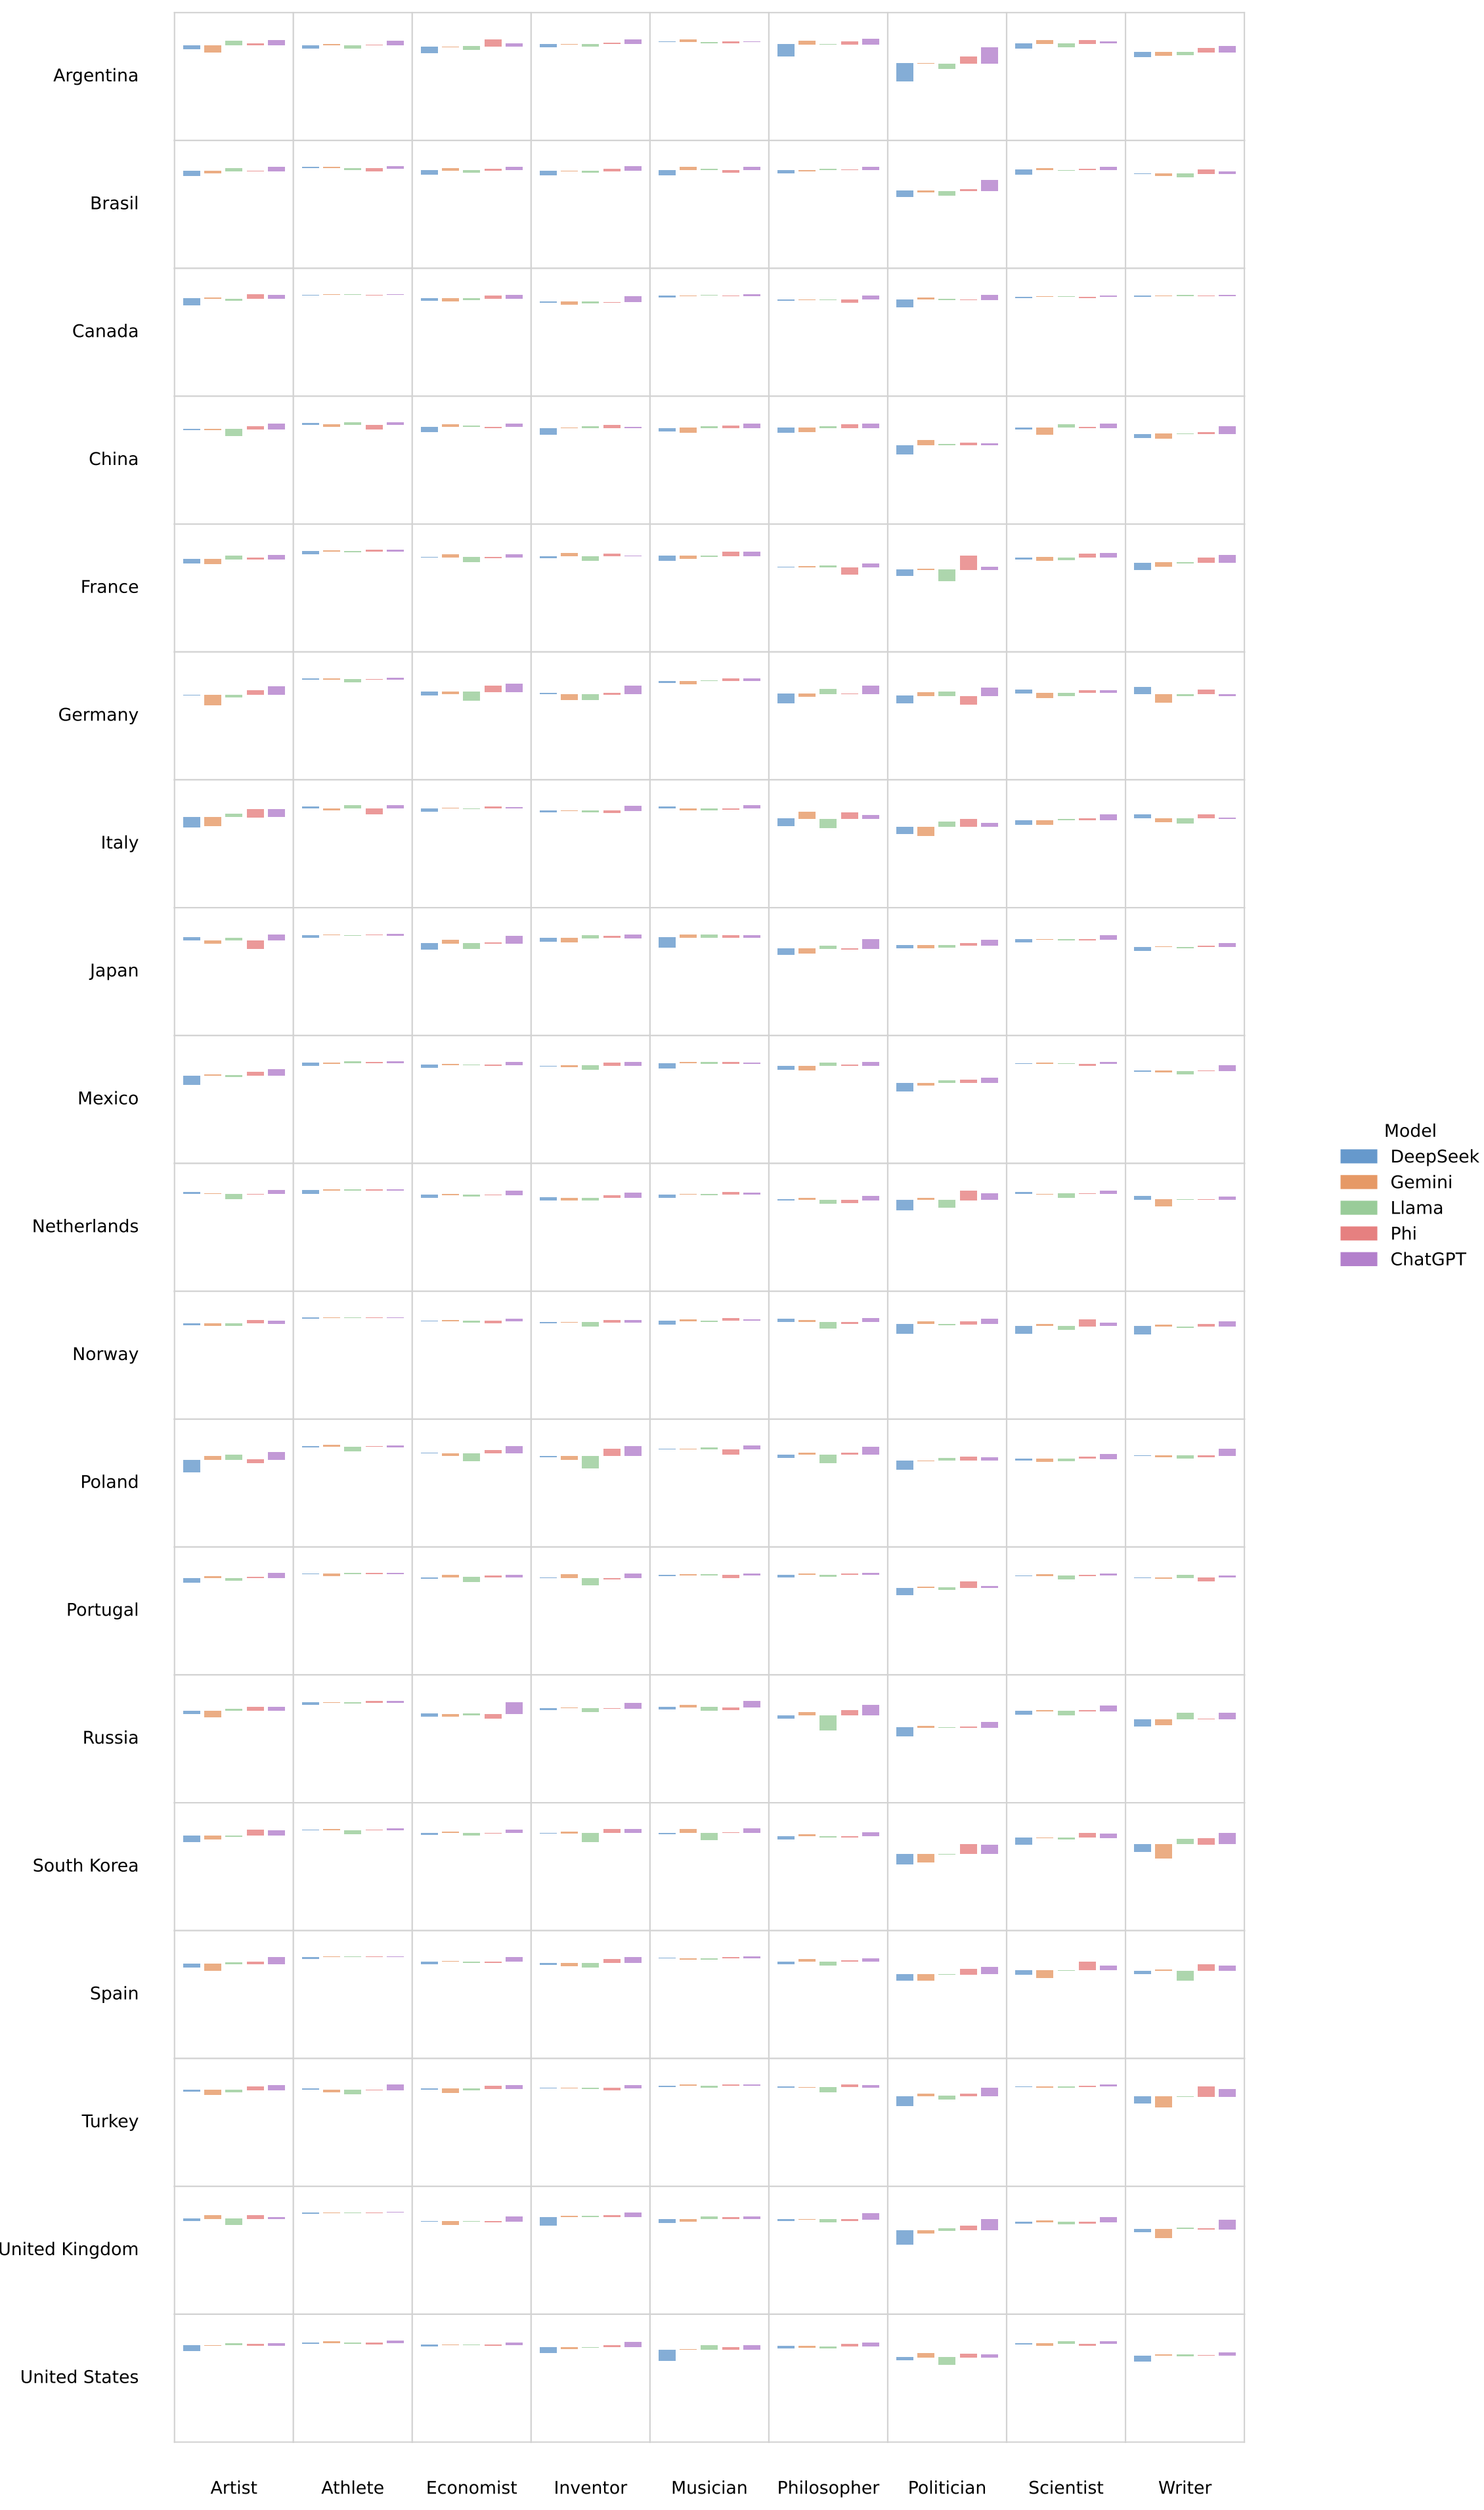 Argentina
Brasil
Canada
China
France
Germany
Italy
Japan
Mexico
Netherlands
Norway
Poland
Portugal
Russia
South Korea
Spain
Turkey
United Kingdom
United States
Artist
Athlete
Economist
Inventor
Musician
Philosopher
Politician
Scientist
Writer
Model
DeepSeek
Gemini
Llama
Phi
ChatGPT